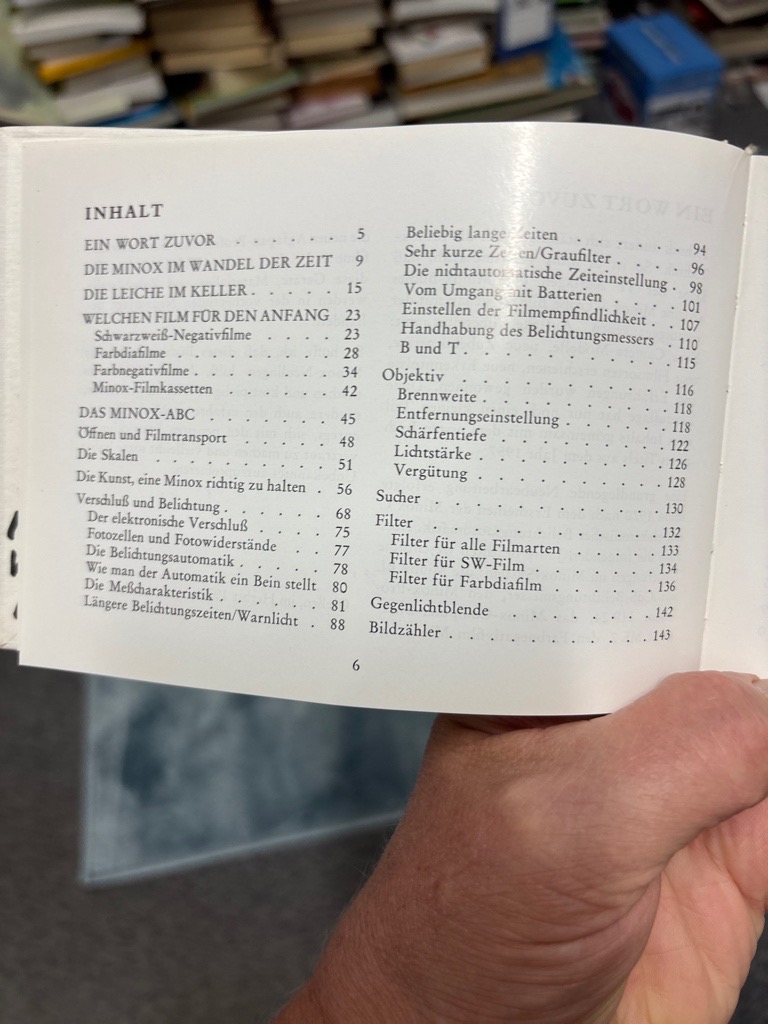 INHALT
EIN WORT ZUVOR . . . . . . . 5
DIE MINOX IM WANDEL DER ZEIT 9
DIE LEICHE IM KELLER . . . . . 15
WELCHEN FILM FÜR DEN ANFANG 23
Schwarzweiß-Negativfilme . . . . 23
Farbdiafilme . . . . . . . 28
Farbnegativfilme . . . . . . 34
Minox-Filmkassetten . . . . . 42
DAS MINOX-ABC . . . . . . 45
Öffnen und Filmtransport . . . . 48
Die Skalen . . . . . . . . 51
Die Kunst, eine Minox richtig zu halten . 56
Verschluß und Belichtung . . . . . 68
Der elektronische Verschluß . . . . 75
Fotozellen und Fotowiderstände . . . 77
Die Belichtungsautomatik . . . . . 78
Wie man der Automatik ein Bein stellt 80
Die Meßcharakteristik . . . . . . 81
Längere Belichtungszeiten/Warnlicht . 88
Beliebig lange Zeiten . . . . . . 94
Sehr kurze Zeiten/Graufilter . . . . 96
Die nichtautomatische Zeiteinstellung . 98
Vom Umgang mit Batterien . . . . 101
Einstellen der Filmempfindlichkeit . . 107
Handhabung des Belichtungsmessers . 110
B und T . . . . . . . . . . 115
Objektiv . . . . . . . . . . 116
Brennweite . . . . . . . . . 118
Entfernungseinstellung . . . . . . 118
Schärfentiefe . . . . . . . . 122
Lichtstärke . . . . . . . . . 126
Vergütung . . . . . . . . . 128
Sucher . . . . . . . . . . 130
Filter . . . . . . . . . . 132
Filter für alle Filmarten . . . . . 133
Filter für SW-Film . . . . . . 134
Filter für Farbdiafilm . . . . . . 136
Gegenlichtblende . . . . . . . 142
Bildzähler . . . . . . . . . 143
6